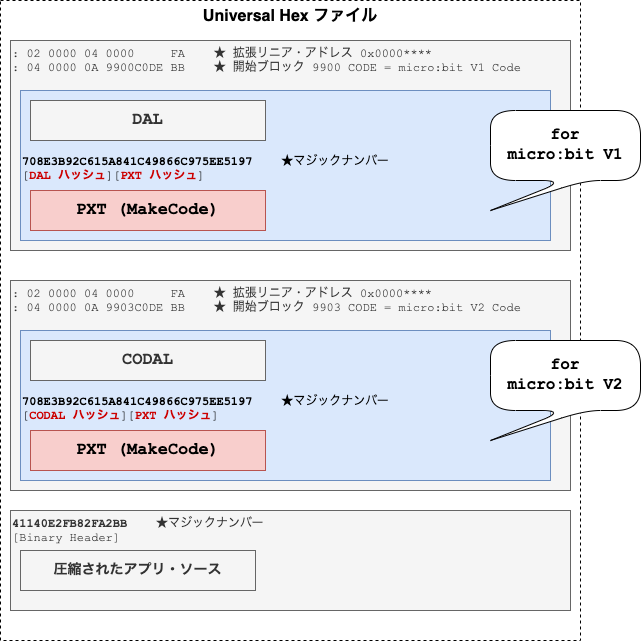 Universal Hex ファイル
: 02 0000 04 0000 FA ★ 拡張リニア・アドレス 0x0000****
: 04 0000 0A 9900C0DE BB ★ 開始ブロック 9900 CODE = micro:bit V1 Code
DAL
for
micro:bit V1
708E3B92C615A841C49866C975EE5197 ★マジックナンバー
[DAL ハッシュ][PXT ハッシュ]
PXT (MakeCode)
: 02 0000 04 0000 FA ★ 拡張リニア・アドレス 0x0000****
: 04 0000 0A 9903C0DE BB ★ 開始ブロック 9903 CODE = micro:bit V2 Code
CODAL
for
micro:bit V2
708E3B92C615A841C49866C975EE5197 ★マジックナンバー
[CODAL ハッシュ][PXT ハッシュ]
PXT (MakeCode)
41140E2FB82FA2BB ★マジックナンバー
[Binary Header]
圧縮されたアプリ・ソース